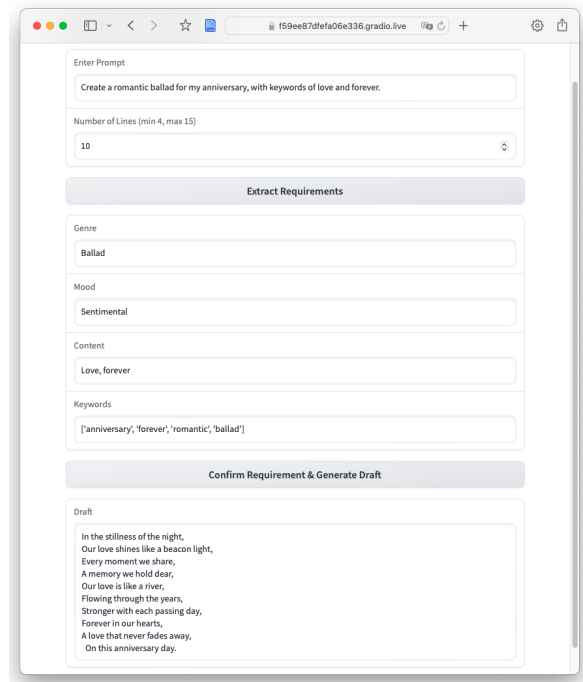 f59ee87dfefa06e336.gradio.live
Enter Prompt
Create a romantic ballad for my anniversary, with keywords of love and forever.
Number of Lines (min 4, max 15)
10
Extract Requirements
Genre
Ballad
Mood
Sentimental
Content
Love, forever
Keywords
['anniversary', 'forever', 'romantic', 'ballad']
Confirm Requirement & Generate Draft
Draft
In the stillness of the night,
Our love shines like a beacon light,
Every moment we share,
A memory we hold dear,
Our love is like a river,
Flowing through the years,
Stronger with each passing day,
Forever in our hearts,
A love that never fades away,
On this anniversary day.